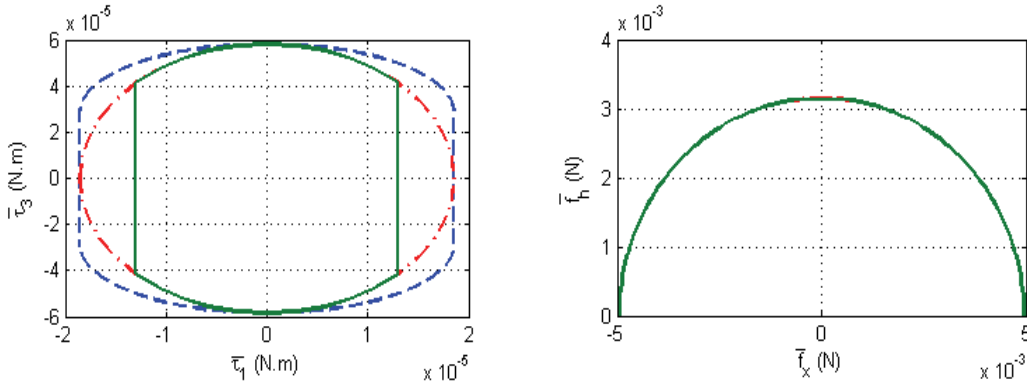 x 10⁻⁵
6
4
2
0
-2
-4
-6
τ̅₃ (N.m)
-2
-1
0
1
2
τ̅₁ (N.m)
x 10⁻⁵
x 10⁻³
4
3
2
1
0
f̅ₕ (N)
-5
0
5
f̅ₓ (N)
x 10⁻³